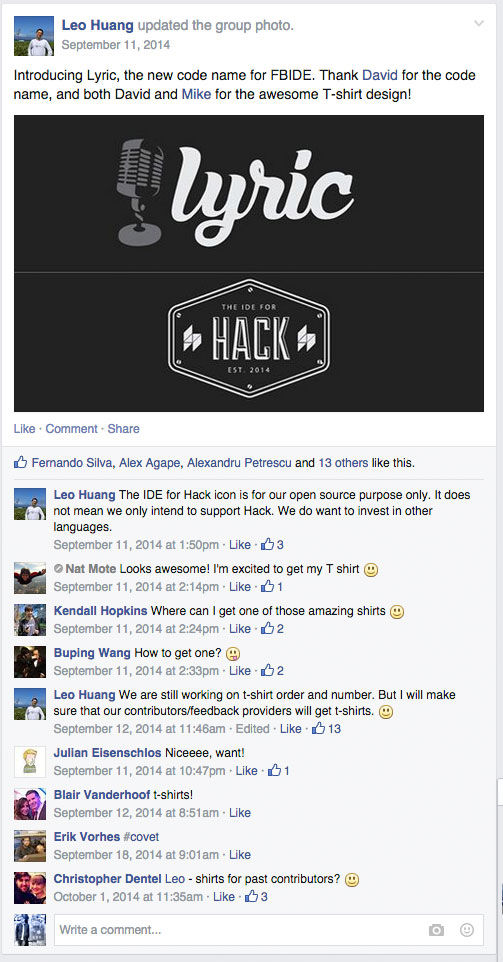 Leo Huang updated the group photo.
September 11, 2014
Introducing Lyric, the new code name for FBIDE. Thank David for the code
name, and both David and Mike for the awesome T-shirt design!
lyric
THE IDE FOR
HACK
EST. 2014
Like · Comment · Share
Fernando Silva, Alex Agape, Alexandru Petrescu and 13 others like this.
Leo Huang The IDE for Hack icon is for our open source purpose only. It does
not mean we only intend to support Hack. We do want to invest in other
languages.
September 11, 2014 at 1:50pm · Like · 3
Nat Mote Looks awesome! I'm excited to get my T shirt
September 11, 2014 at 2:14pm · Like · 1
Kendall Hopkins Where can I get one of those amazing shirts
September 11, 2014 at 2:24pm · Like · 2
Buping Wang How to get one?
September 11, 2014 at 2:33pm · Like · 2
Leo Huang We are still working on t-shirt order and number. But I will make
sure that our contributors/feedback providers will get t-shirts.
September 12, 2014 at 11:46am · Edited · Like · 13
Julian Eisenschlos Niceeee, want!
September 11, 2014 at 10:47pm · Like · 1
Blair Vanderhoof t-shirts!
September 12, 2014 at 8:51am · Like
Erik Vorhes #covet
September 18, 2014 at 9:01am · Like
Christopher Dentel Leo - shirts for past contributors?
October 1, 2014 at 11:35am · Like · 3
Write a comment...